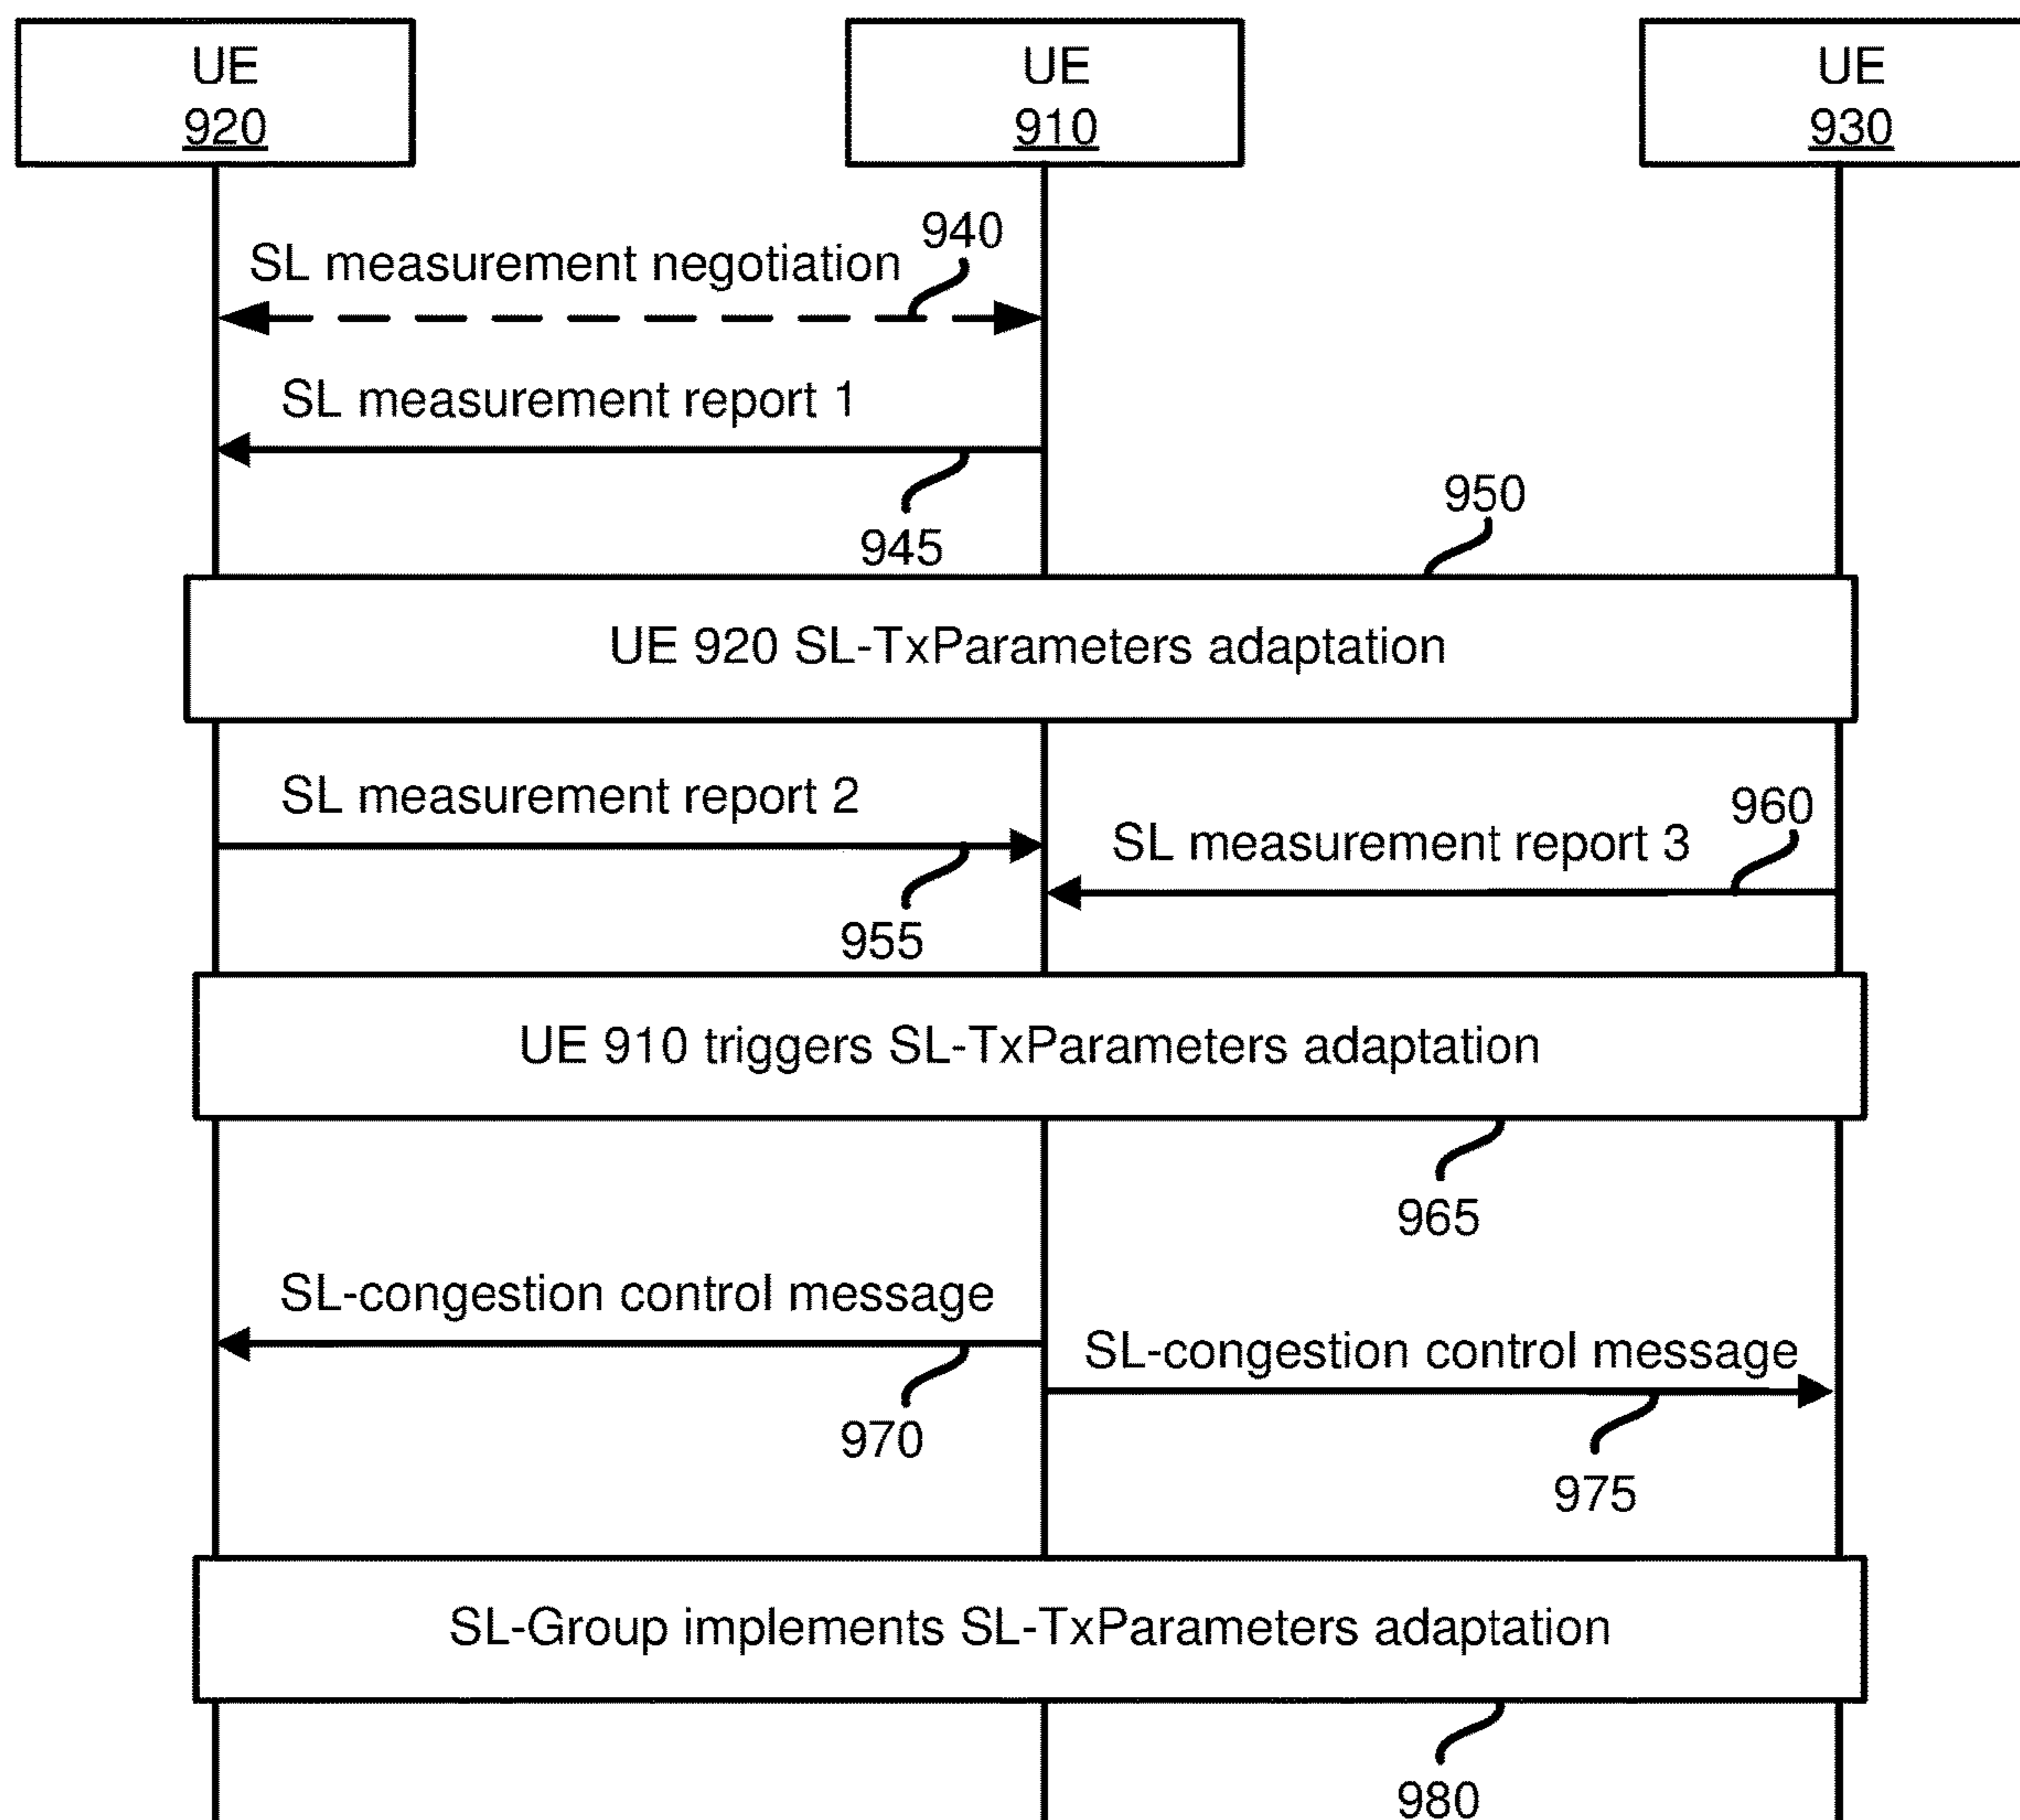 UE
920
UE
910
UE
930
940
SL measurement negotiation
SL measurement report 1
945
950
UE 920 SL-TxParameters adaptation
SL measurement report 2
960
SL measurement report 3
955
UE 910 triggers SL-TxParameters adaptation
965
SL-congestion control message
SL-congestion control message
970
975
SL-Group implements SL-TxParameters adaptation
980